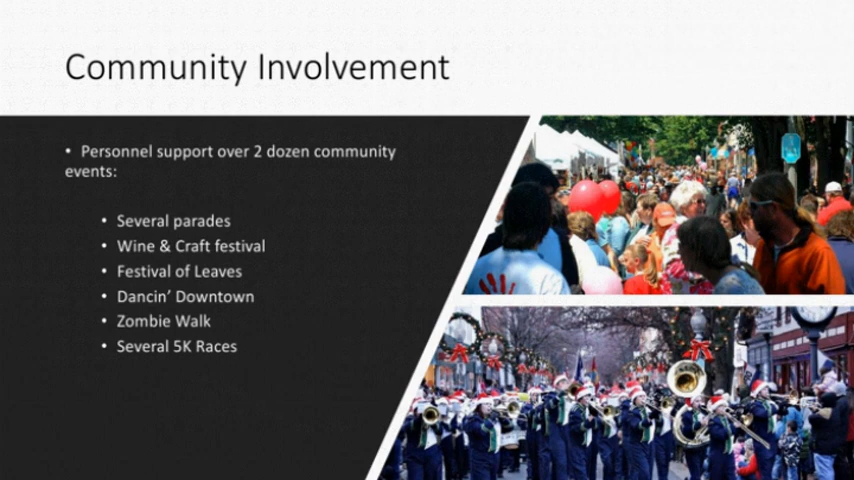 Community Involvement
• Personnel support over 2 dozen community
events:
• Several parades
• Wine & Craft festival
• Festival of Leaves
• Dancin’ Downtown
• Zombie Walk
• Several 5K Races